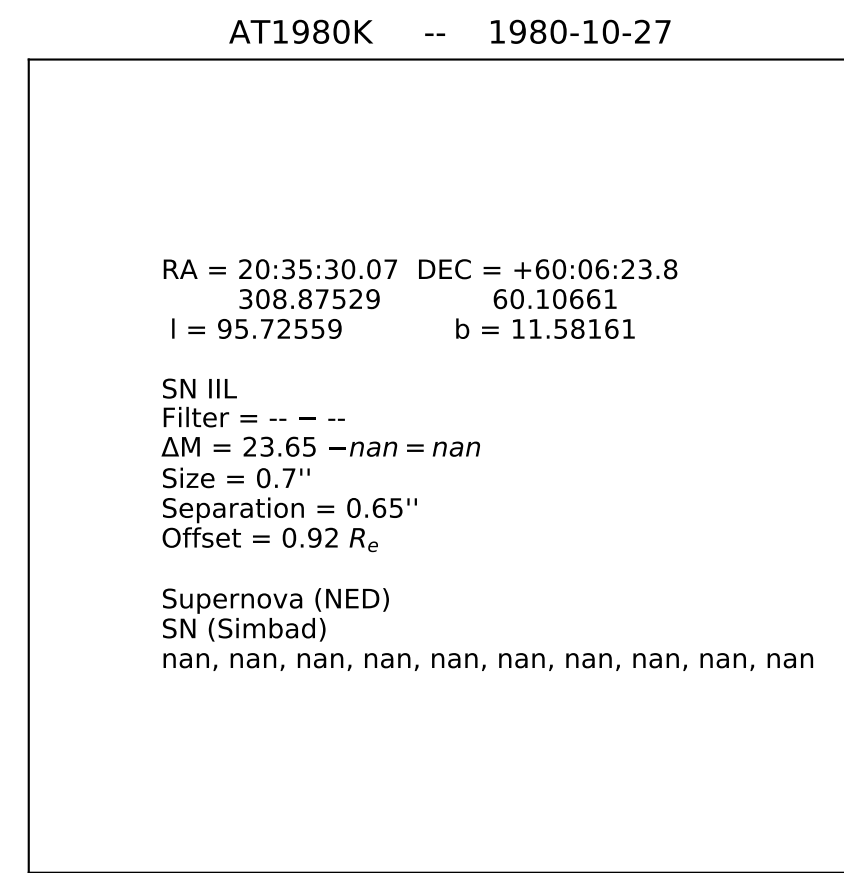 AT1980K -- 1980-10-27
RA = 20:35:30.07 DEC = +60:06:23.8
308.87529 60.10661
l = 95.72559 b = 11.58161
SN IIL
Filter = -- − --
ΔM = 23.65 −nan = nan
Size = 0.7''
Separation = 0.65''
Offset = 0.92 Re
Supernova (NED)
SN (Simbad)
nan, nan, nan, nan, nan, nan, nan, nan, nan, nan